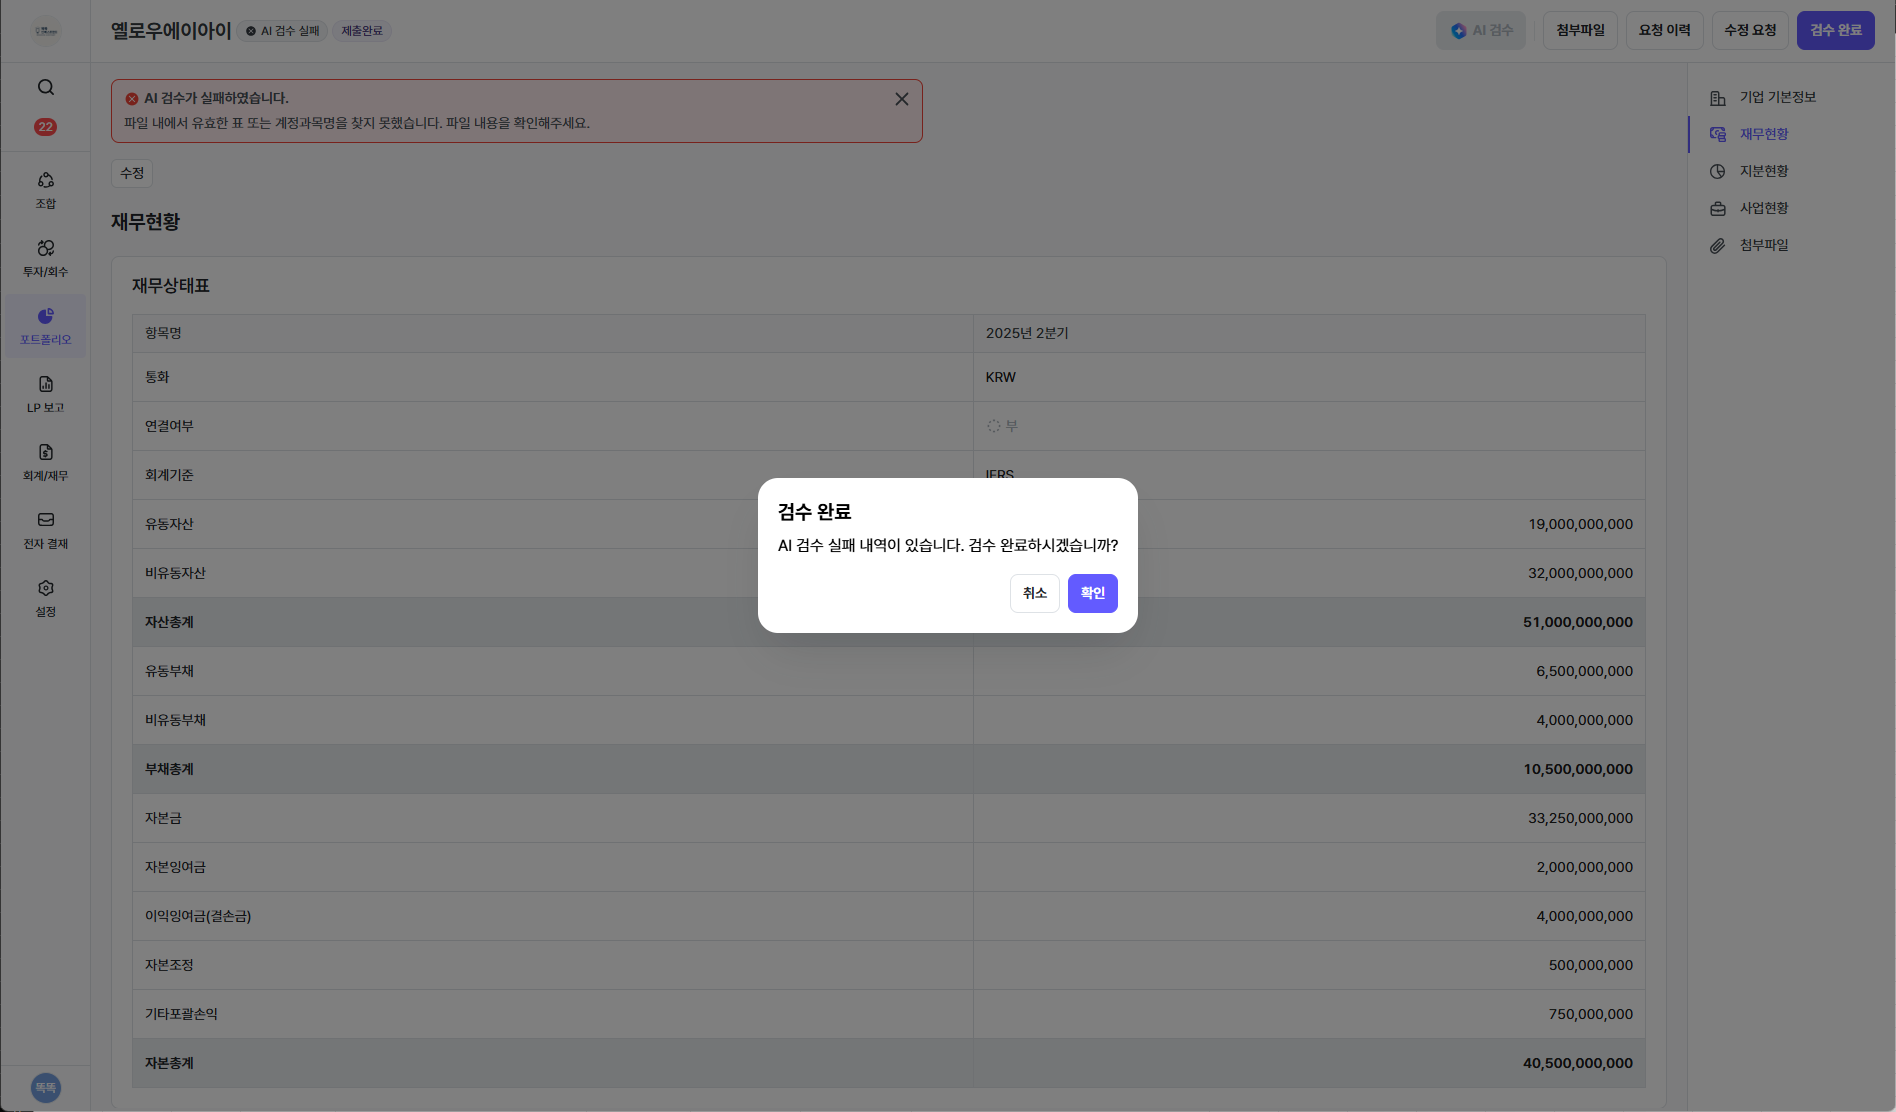 옐로우에이아이
AI 검수 실패
제출완료
AI 검수
첨부파일
요청 이력
수정 요청
검수 완료
22
조합
투자/회수
포트폴리오
LP 보고
회계/재무
전자 결재
설정
똑똑
AI 검수가 실패하였습니다.
파일 내에서 유효한 표 또는 계정과목명을 찾지 못했습니다. 파일 내용을 확인해주세요.
수정
재무현황
재무상태표
항목명 2025년 2분기
통화 KRW
연결여부 부
회계기준 IFRS
유동자산 19,000,000,000
비유동자산 32,000,000,000
자산총계 51,000,000,000
유동부채 6,500,000,000
비유동부채 4,000,000,000
부채총계 10,500,000,000
자본금 33,250,000,000
자본잉여금 2,000,000,000
이익잉여금(결손금) 4,000,000,000
자본조정 500,000,000
기타포괄손익 750,000,000
자본총계 40,500,000,000
검수 완료
AI 검수 실패 내역이 있습니다. 검수 완료하시겠습니까?
취소
확인
기업 기본정보
재무현황
지분현황
사업현황
첨부파일